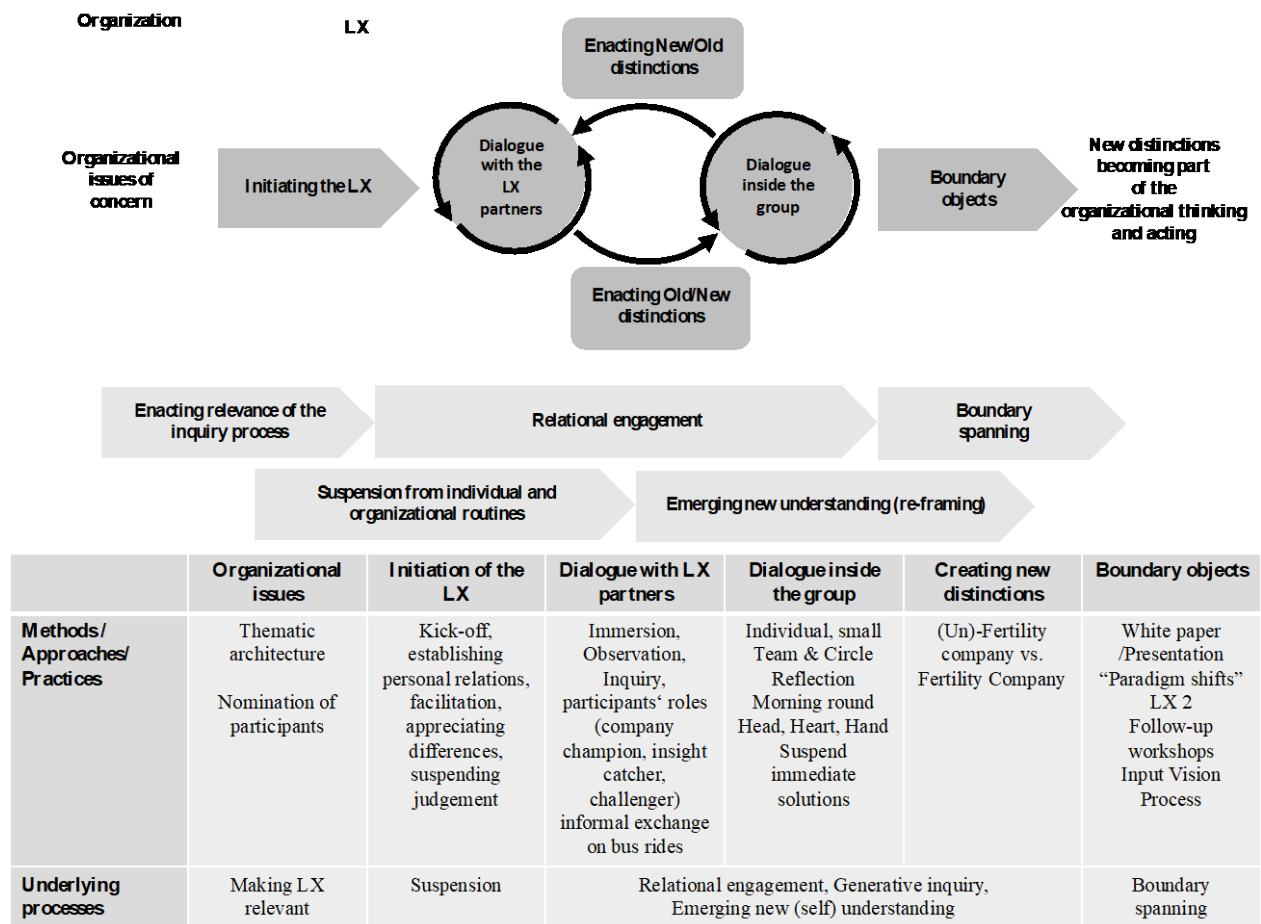 Organization
LX
Enacting New/Old
distinctions
Organizational
issues of
concern
Initiating the LX
Dialogue
with the
LX
partners
Dialogue
inside the
group
Boundary
objects
New distinctions
becoming part
of the
organizational thinking
and acting
Enacting Old/New
distinctions
Enacting relevance of the
inquiry process
Relational engagement
Boundary
spanning
Suspension from individual and
organizational routines
Emerging new understanding (re-framing)
Organizational
issues
Initiation of the
LX
Dialogue with LX
partners
Dialogue inside
the group
Creating new
distinctions
Boundary objects
Methods/
Approaches/
Practices
Thematic
architecture
Nomination of
participants
Kick-off,
establishing
personal relations,
facilitation,
appreciating
differences,
suspending
judgement
Immersion,
Observation,
Inquiry,
participants‘ roles
(company
champion, insight
catcher,
challenger)
informal exchange
on bus rides
Individual, small
Team & Circle
Reflection
Morning round
Head, Heart, Hand
Suspend
immediate
solutions
(Un)-Fertility
company vs.
Fertility Company
White paper
/Presentation
“Paradigm shifts”
LX 2
Follow-up
workshops
Input Vision
Process
Underlying
processes
Making LX
relevant
Suspension
Relational engagement, Generative inquiry,
Emerging new (self) understanding
Boundary
spanning